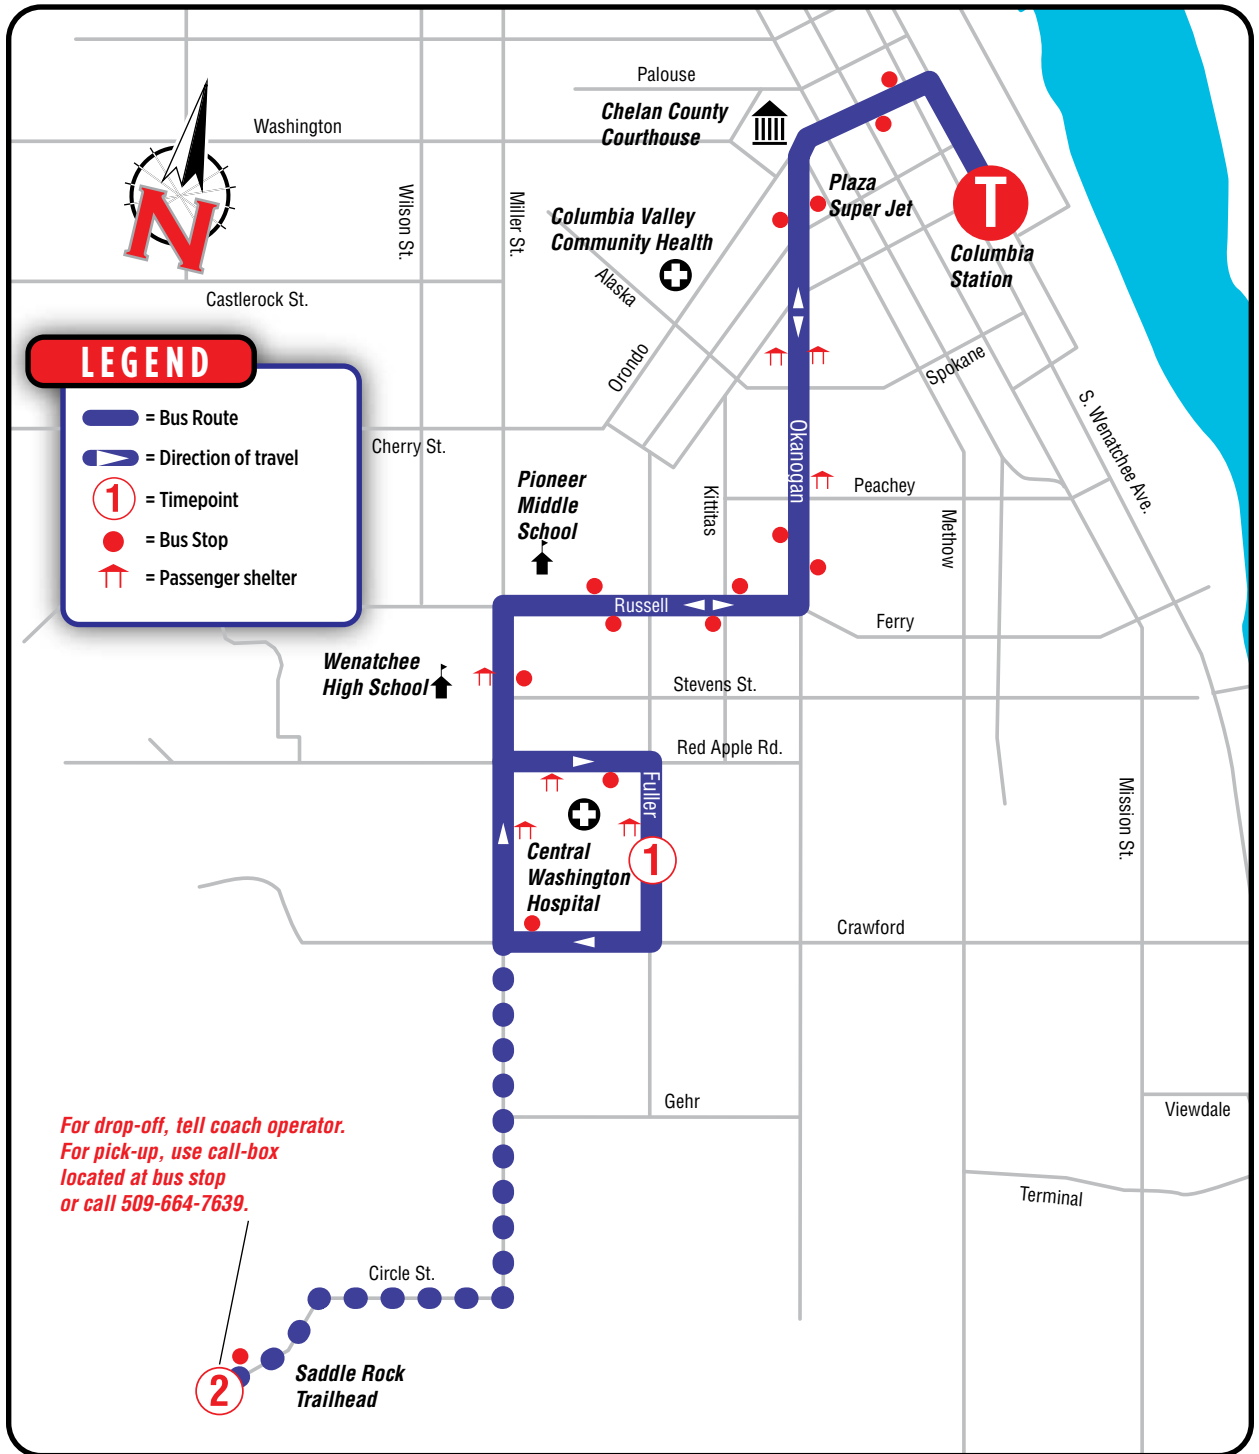 Palouse
Chelan County
Courthouse
Washington
N
Wilson St.
Miller St.
Plaza
Super Jet
T
Columbia
Station
Columbia Valley
Community Health
Alaska
Castlerock St.
Orondo
Spokane
S. Wenatchee Ave.
LEGEND
= Bus Route
= Direction of travel
1 = Timepoint
= Bus Stop
= Passenger shelter
Cherry St.
Okanogan
Pioneer
Middle
School
Kittitas
Peachey
Methow
Russell
Ferry
Wenatchee
High School
Stevens St.
Red Apple Rd.
Fuller
Mission St.
1
Central
Washington
Hospital
Crawford
Gehr
Viewdale
Terminal
For drop-off, tell coach operator.
For pick-up, use call-box
located at bus stop
or call 509-664-7639.
Circle St.
2
Saddle Rock
Trailhead